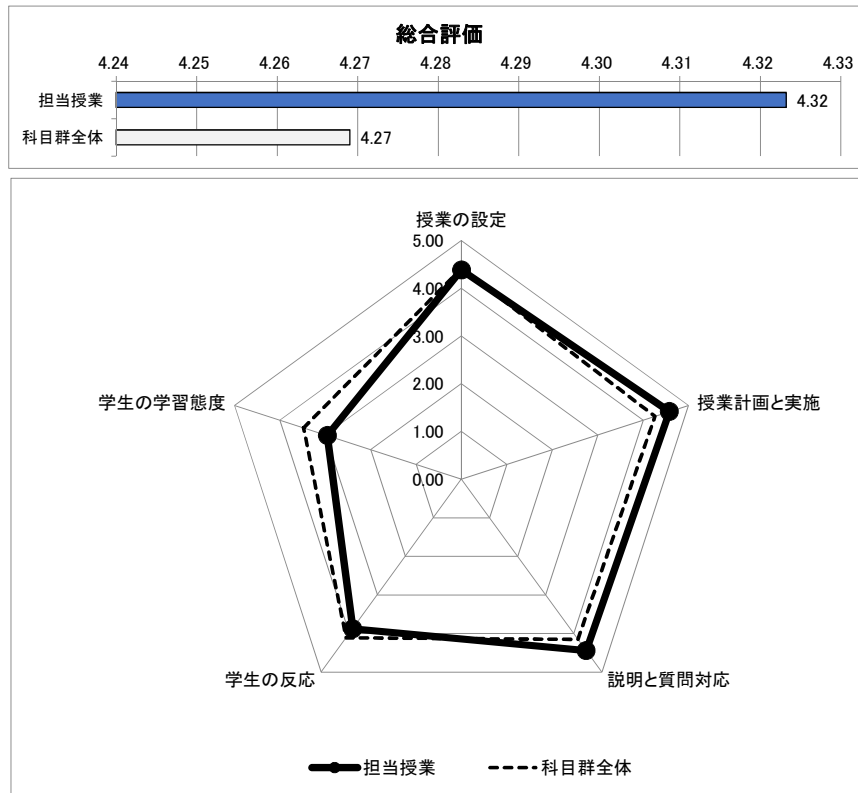 総合評価
4.24 4.25 4.26 4.27 4.28 4.29 4.30 4.31 4.32 4.33
担当授業 4.32
科目群全体 4.27
授業の設定
5.00
4.00
3.00
2.00
1.00
0.00
学生の学習態度
授業計画と実施
学生の反応
説明と質問対応
担当授業 科目群全体